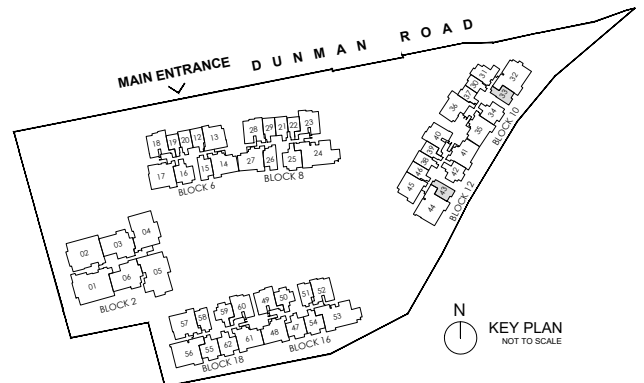 DUNMAN ROAD
MAIN ENTRANCE
18 19 20 12 13
17 16 15 14
BLOCK 6
28 29 21 22 23
27 26 25 24
BLOCK 8
31 32
30 33
37 34
36 35
BLOCK 10
40 41
39 42
38 43
46 44
45
BLOCK 12
02 03 04
01 06 05
BLOCK 2
57 58 59 60
56 55 62 61
BLOCK 18
49 50 51 52
48 47 54 53
BLOCK 16
N
KEY PLAN
NOT TO SCALE